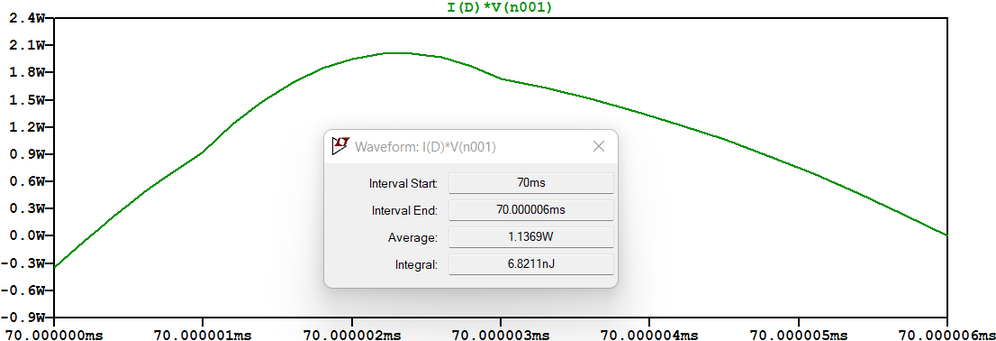 I(D)*V(n001)
2.4W
2.1W
1.8W
1.5W
1.2W
0.9W
0.6W
0.3W
0.0W
-0.3W
-0.6W
-0.9W
Waveform: I(D)*V(n001)
Interval Start: 70ms
Interval End: 70.000006ms
Average: 1.1369W
Integral: 6.8211nJ
70.000000ms 70.000001ms 70.000002ms 70.000003ms 70.000004ms 70.000005ms 70.000006ms